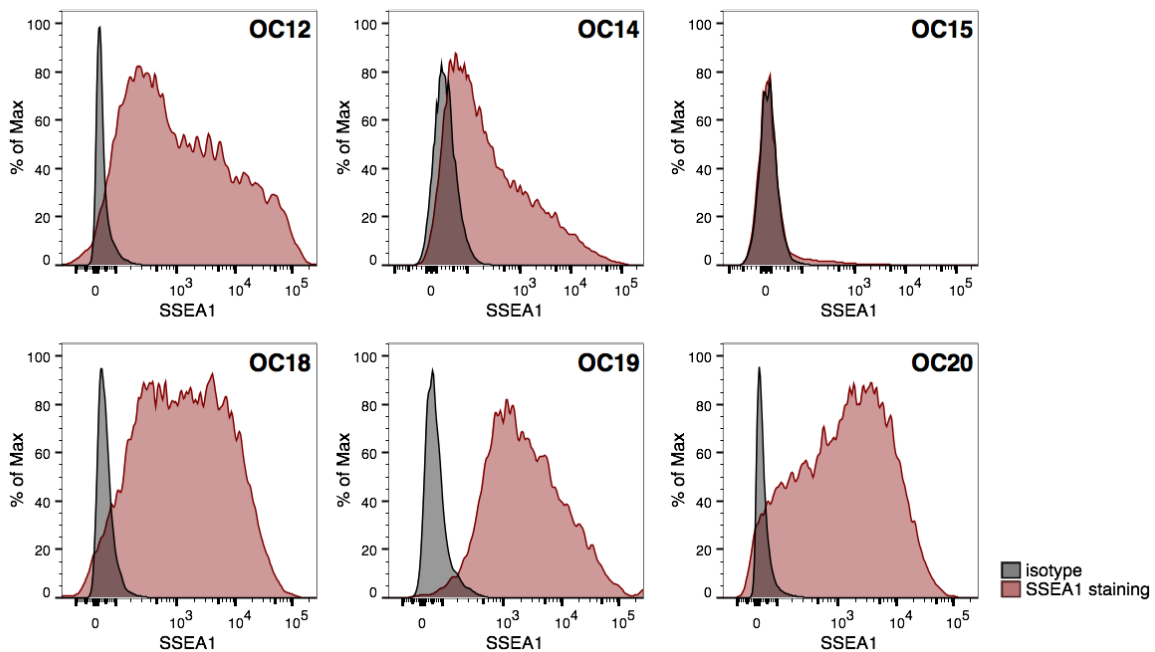 OC12
100
80
60
40
20
0
% of Max
0 10³ 10⁴ 10⁵
SSEA1
OC14
100
80
60
40
20
0
% of Max
0 10³ 10⁴ 10⁵
SSEA1
OC15
100
80
60
40
20
0
% of Max
0 10³ 10⁴ 10⁵
SSEA1
OC18
100
80
60
40
20
0
% of Max
0 10³ 10⁴ 10⁵
SSEA1
OC19
100
80
60
40
20
0
% of Max
0 10³ 10⁴ 10⁵
SSEA1
OC20
100
80
60
40
20
0
% of Max
0 10³ 10⁴ 10⁵
SSEA1
isotype
SSEA1 staining